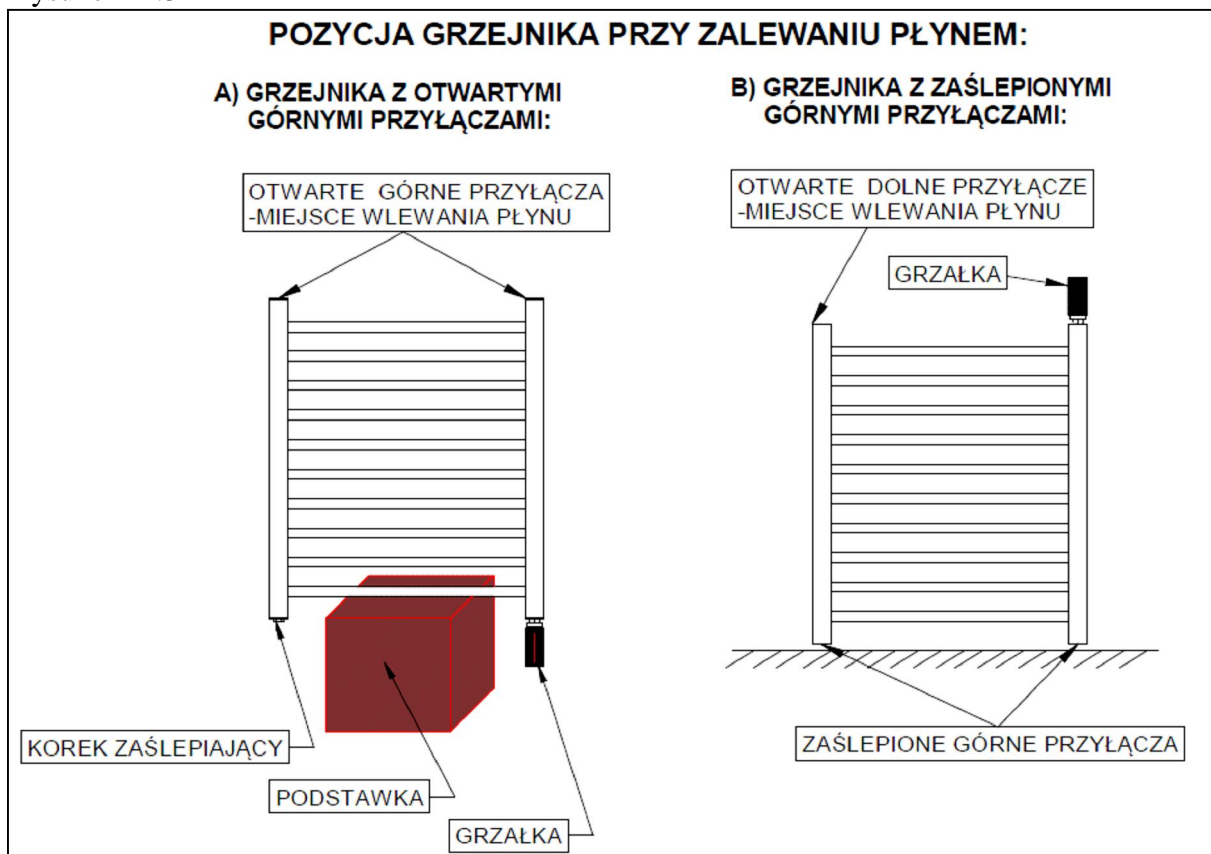 POZYCJA GRZEJNIKA PRZY ZALEWANIU PŁYNEM:
A) GRZEJNIKA Z OTWARTYMI
GÓRNYMI PRZYŁĄCZAMI:
B) GRZEJNIKA Z ZAŚLEPIONYMI
GÓRNYMI PRZYŁĄCZAMI:
OTWARTE GÓRNE PRZYŁĄCZA
-MIEJSCE WLEWANIA PŁYNU
OTWARTE DOLNE PRZYŁĄCZE
-MIEJSCE WLEWANIA PŁYNU
GRZAŁKA
KOREK ZAŚLEPIAJĄCY
ZAŚLEPIONE GÓRNE PRZYŁĄCZA
PODSTAWKA
GRZAŁKA